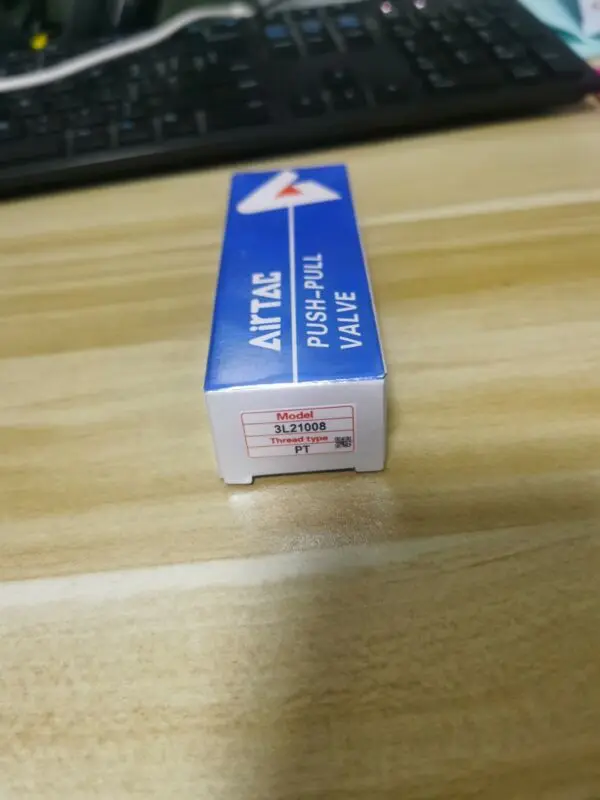 AirTAC
PUSH-PULL
VALVE
Model
3L21008
Thread type
PT